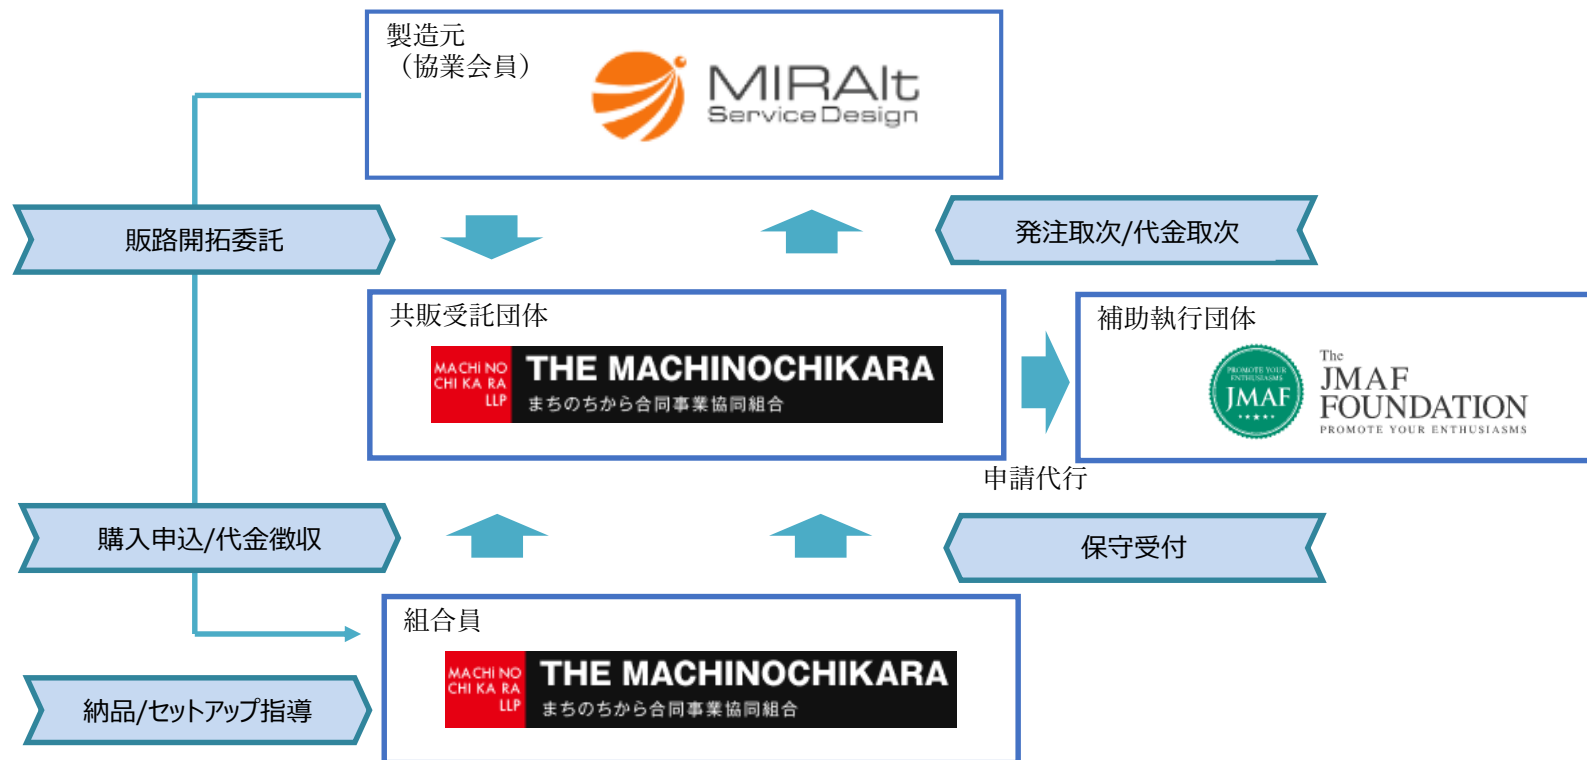 製造元
（協業会員）
MIRAIt
Service Design
販路開拓委託
発注取次/代金取次
共販受託団体
MACHi NO
CHI KA RA
LLP
THE MACHINOCHIKARA
まちのちから合同事業協同組合
補助執行団体
PROMOTE YOUR
ENTHUSIASMS
JMAF
The
JMAF
FOUNDATION
PROMOTE YOUR ENTHUSIASMS
申請代行
購入申込/代金徴収
保守受付
組合員
MACHi NO
CHI KA RA
LLP
THE MACHINOCHIKARA
まちのちから合同事業協同組合
納品/セットアップ指導